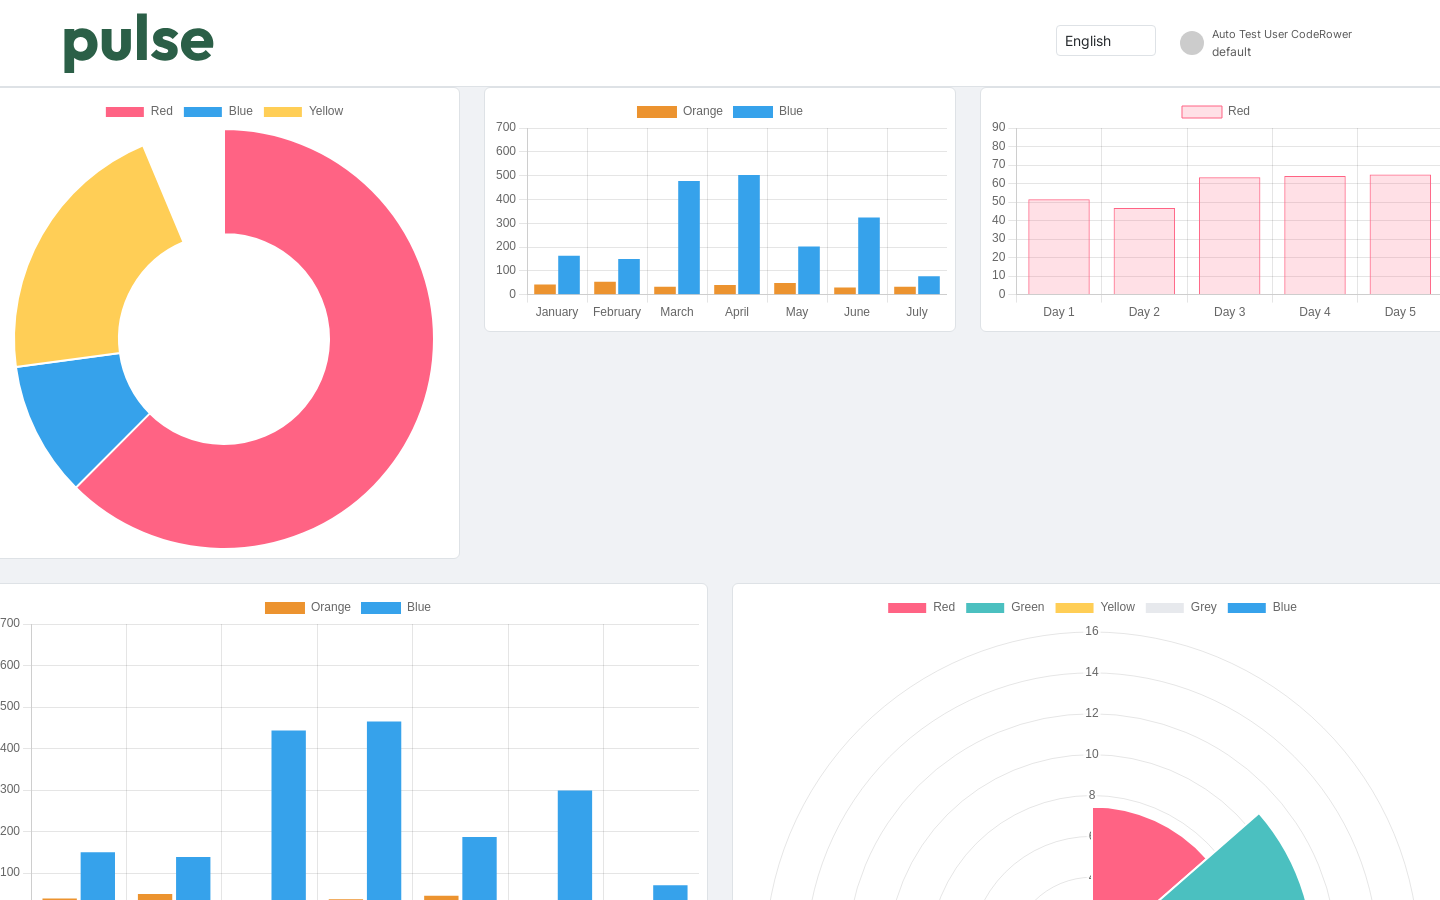 pulse
English
Auto Test User CodeRower
default
Red Blue Yellow
Orange Blue
700
600
500
400
300
200
100
0
January February March April May June July
Red
90
80
70
60
50
40
30
20
10
0
Day 1 Day 2 Day 3 Day 4 Day 5
Orange Blue
700
600
500
400
300
200
100
Red Green Yellow Grey Blue
16
14
12
10
8